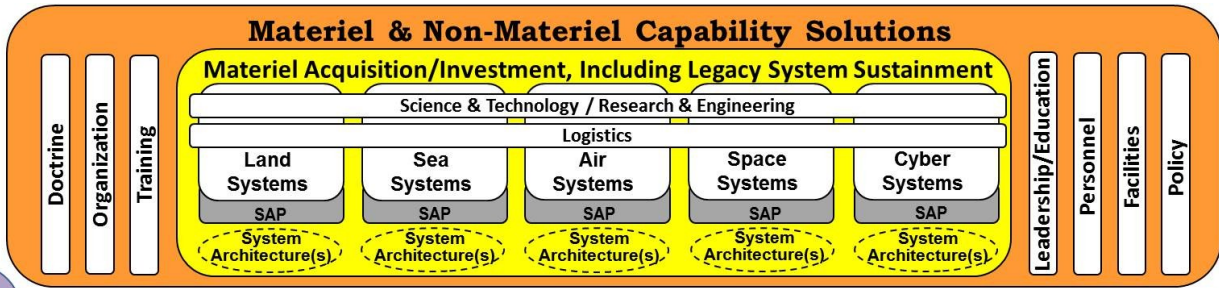 Materiel & Non-Materiel Capability Solutions
Doctrine
Organization
Training
Materiel Acquisition/Investment, Including Legacy System Sustainment
Science & Technology / Research & Engineering
Logistics
Land
Systems
SAP
System
Architecture(s)
Sea
Systems
SAP
System
Architecture(s)
Air
Systems
SAP
System
Architecture(s)
Space
Systems
SAP
System
Architecture(s)
Cyber
Systems
SAP
System
Architecture(s)
Leadership/Education
Personnel
Facilities
Policy